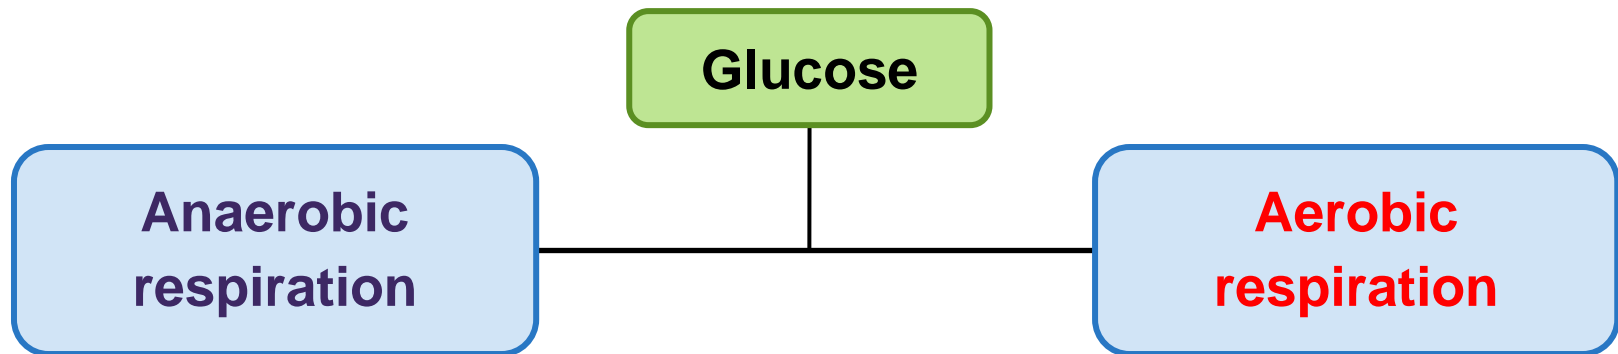 Glucose
Anaerobic
respiration
Aerobic
respiration